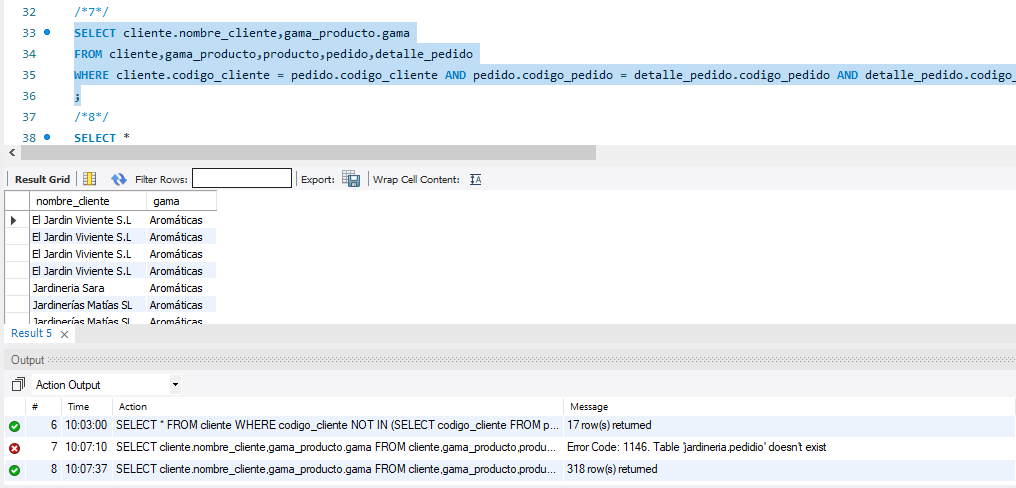 32 /*7*/
33 SELECT cliente.nombre_cliente,gama_producto.gama
34 FROM cliente,gama_producto,producto,pedido,detalle_pedido
35 WHERE cliente.codigo_cliente = pedido.codigo_cliente AND pedido.codigo_pedido = detalle_pedido.codigo_pedido AND detalle_pedido.codigo_
36 ;
37 /*8*/
38 SELECT *
Result Grid Filter Rows: Export: Wrap Cell Content:
nombre_cliente gama
El Jardin Viviente S.L Aromáticas
El Jardin Viviente S.L Aromáticas
El Jardin Viviente S.L Aromáticas
El Jardin Viviente S.L Aromáticas
Jardineria Sara Aromáticas
Jardinerías Matías SL Aromáticas
Jardinerías Matías SL Aromáticas
Result 5
Output
Action Output
# Time Action Message
6 10:03:00 SELECT * FROM cliente WHERE codigo_cliente NOT IN (SELECT codigo_cliente FROM p... 17 row(s) returned
7 10:07:10 SELECT cliente.nombre_cliente,gama_producto.gama FROM cliente,gama_producto,produ... Error Code: 1146. Table 'jardineria.pedidio' doesn't exist
8 10:07:37 SELECT cliente.nombre_cliente,gama_producto.gama FROM cliente,gama_producto,produ... 318 row(s) returned